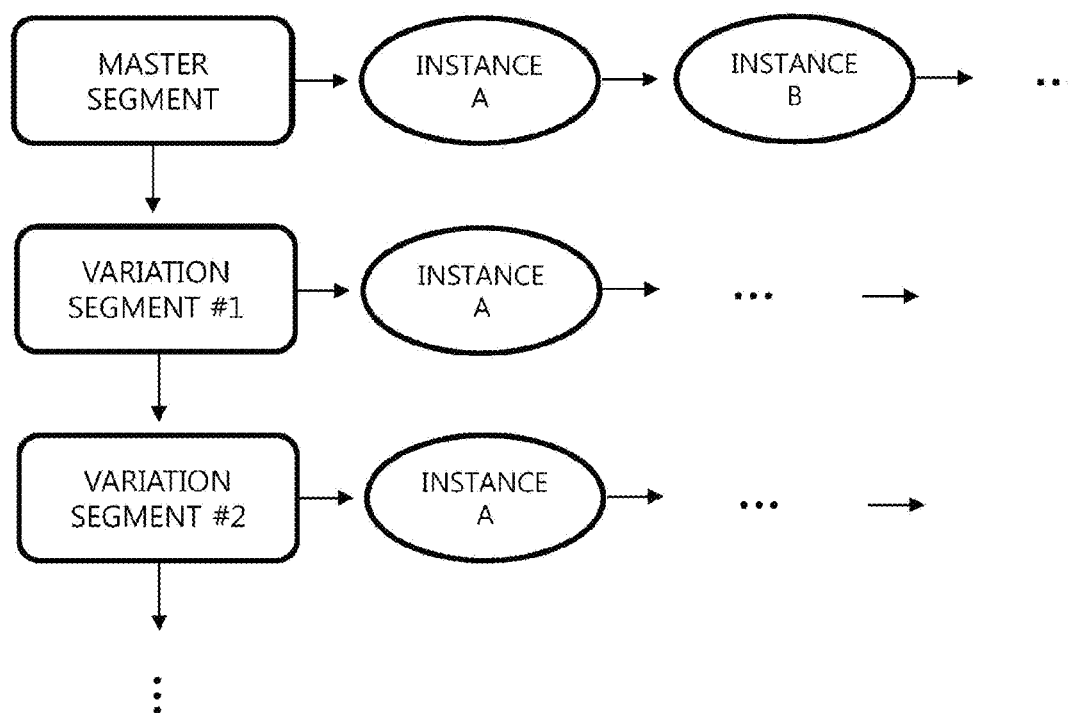 MASTER
SEGMENT
INSTANCE
A
INSTANCE
B
..
VARIATION
SEGMENT #1
INSTANCE
A
...
VARIATION
SEGMENT #2
INSTANCE
A
...